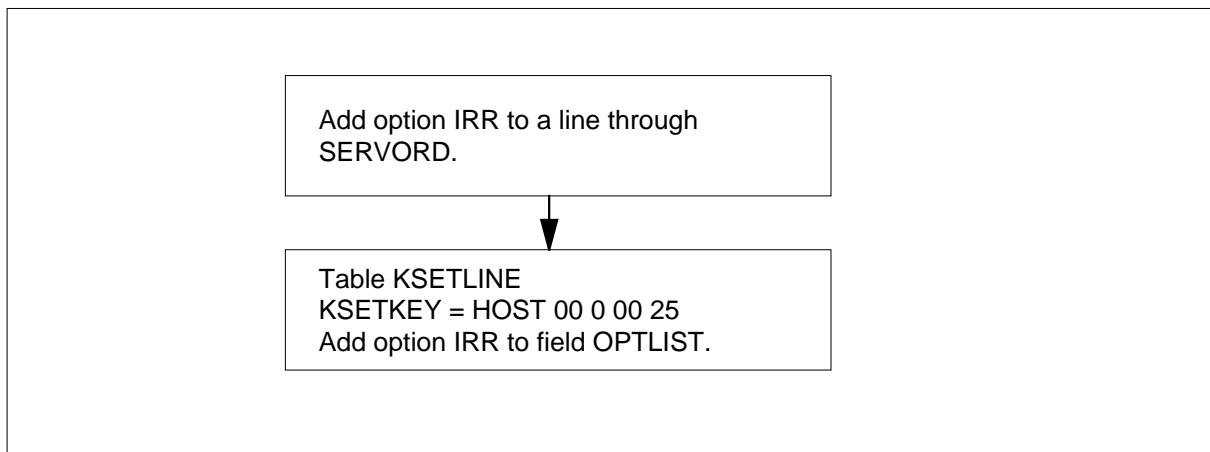 Add option IRR to a line through
SERVORD.
Table KSETLINE
KSETKEY = HOST 00 0 00 25
Add option IRR to field OPTLIST.